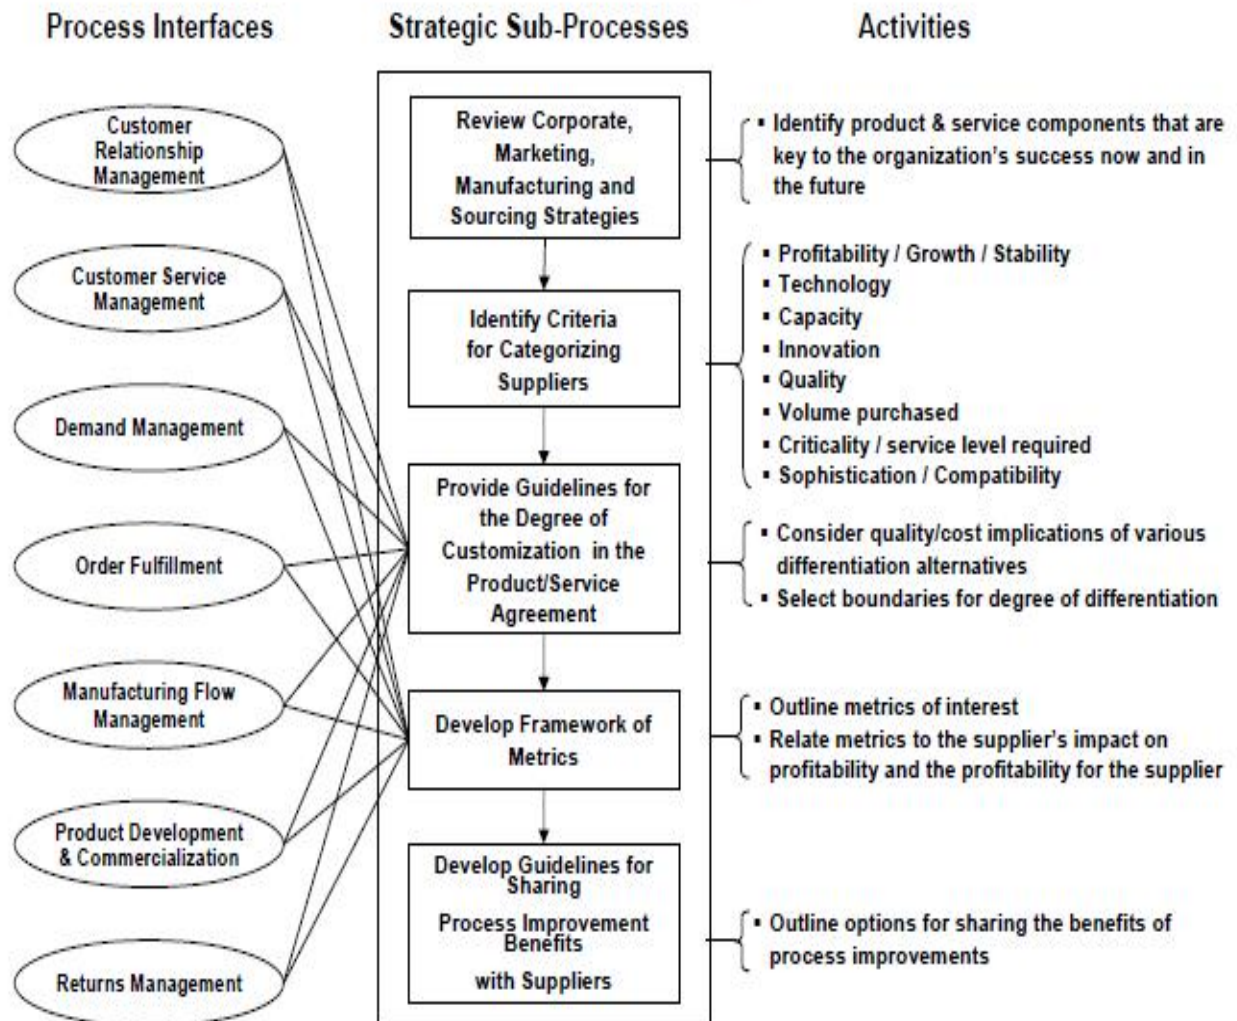 Process Interfaces
Strategic Sub-Processes
Activities
Customer
Relationship
Management
Customer Service
Management
Demand Management
Order Fulfillment
Manufacturing Flow
Management
Product Development
& Commercialization
Returns Management
Review Corporate,
Marketing,
Manufacturing and
Sourcing Strategies
Identify Criteria
for Categorizing
Suppliers
Provide Guidelines for
the Degree of
Customization in the
Product/Service
Agreement
Develop Framework of
Metrics
Develop Guidelines for
Sharing
Process Improvement
Benefits
with Suppliers
▪ Identify product & service components that are
key to the organization's success now and in
the future
▪ Profitability / Growth / Stability
▪ Technology
▪ Capacity
▪ Innovation
▪ Quality
▪ Volume purchased
▪ Criticality / service level required
▪ Sophistication / Compatibility
▪ Consider quality/cost implications of various
differentiation alternatives
▪ Select boundaries for degree of differentiation
▪ Outline metrics of interest
▪ Relate metrics to the supplier's impact on
profitability and the profitability for the supplier
▪ Outline options for sharing the benefits of
process improvements